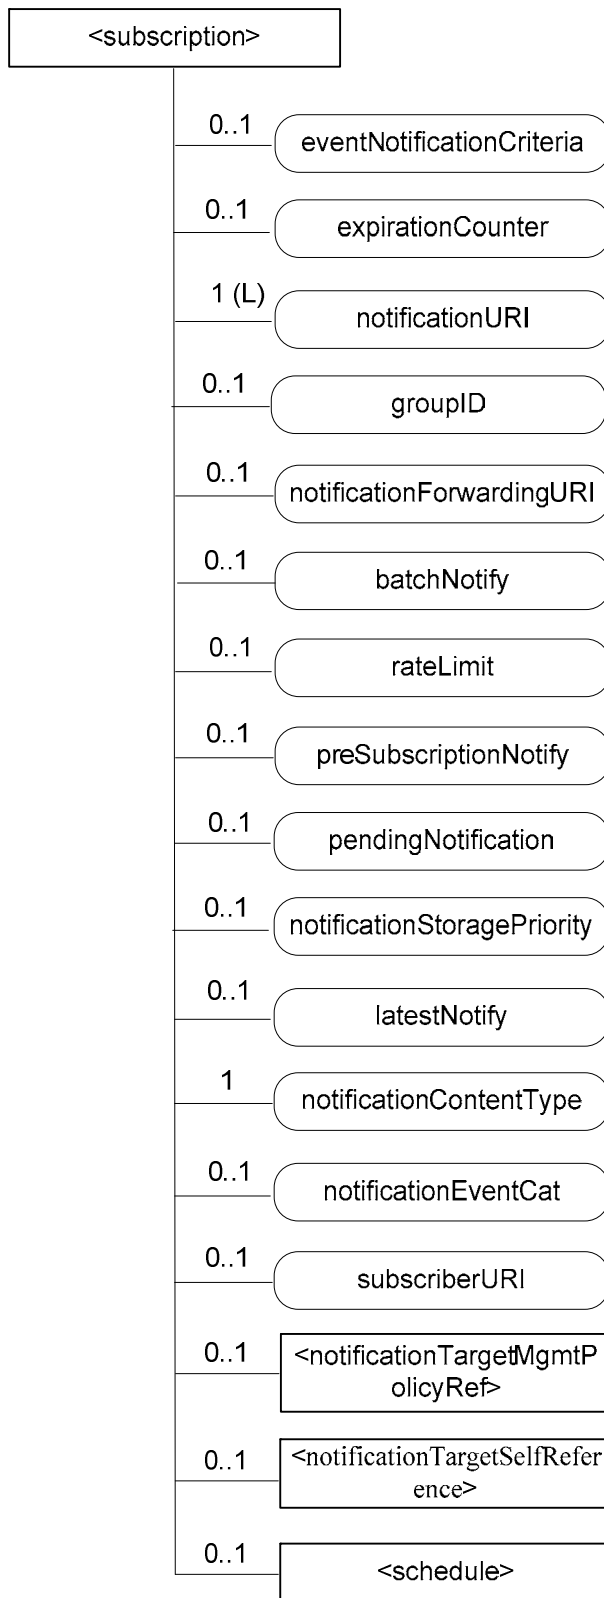 <subscription>
0..1
eventNotificationCriteria
0..1
expirationCounter
1 (L)
notificationURI
0..1
groupID
0..1
notificationForwardingURI
0..1
batchNotify
0..1
rateLimit
0..1
preSubscriptionNotify
0..1
pendingNotification
0..1
notificationStoragePriority
0..1
latestNotify
1
notificationContentType
0..1
notificationEventCat
0..1
subscriberURI
0..1
<notificationTargetMgmtP
olicyRef>
0..1
<notificationTargetSelfRefer
ence>
0..1
<schedule>